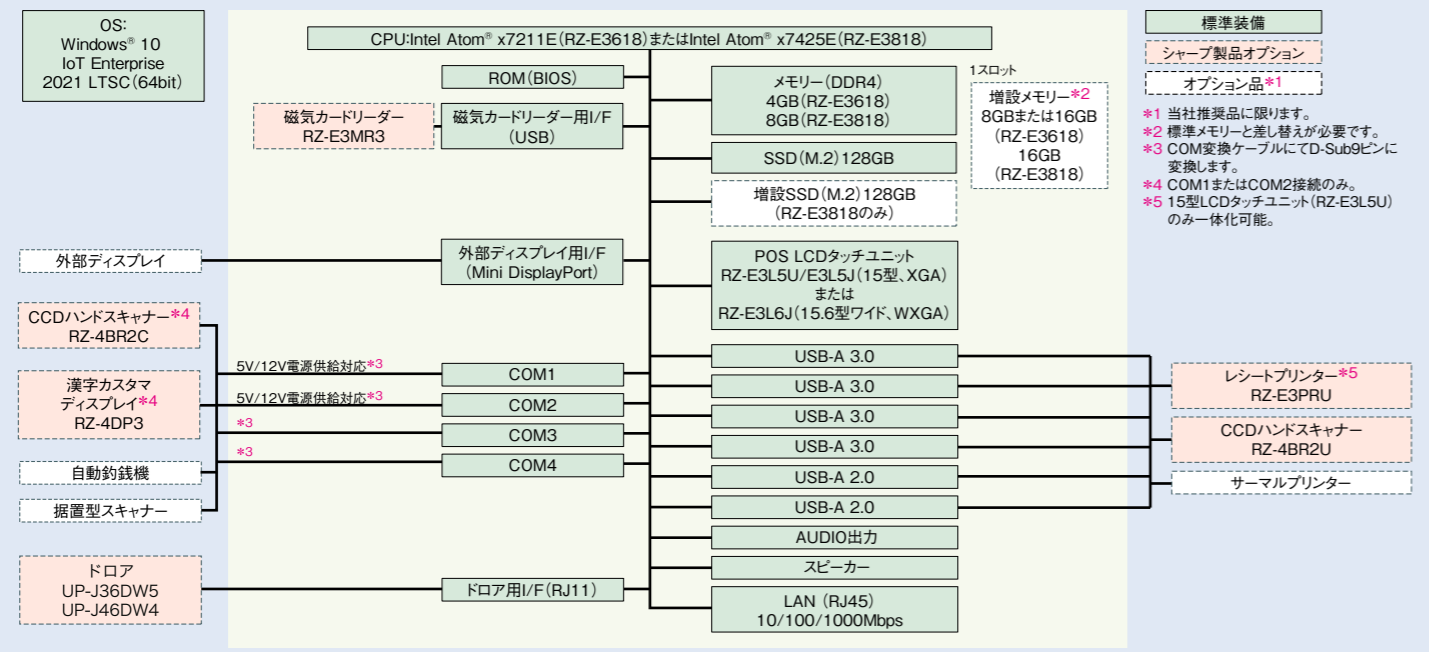 OS:
Windows® 10
IoT Enterprise
2021 LTSC(64bit)
CPU:Intel Atom® x7211E(RZ-E3618)またはIntel Atom® x7425E(RZ-E3818)
ROM(BIOS)
磁気カードリーダー
RZ-E3MR3
磁気カードリーダー用I/F
(USB)
外部ディスプレイ
外部ディスプレイ用I/F
(Mini DisplayPort)
CCDハンドスキャナー*4
RZ-4BR2C
漢字カスタマ
ディスプレイ*4
RZ-4DP3
自動釣銭機
据置型スキャナー
5V/12V電源供給対応*3
5V/12V電源供給対応*3
*3
*3
COM1
COM2
COM3
COM4
ドロア
UP-J36DW5
UP-J46DW4
ドロア用I/F(RJ11)
メモリー(DDR4)
4GB(RZ-E3618)
8GB(RZ-E3818)
1スロット
増設メモリー*2
8GBまたは16GB
(RZ-E3618)
16GB
(RZ-E3818)
SSD(M.2)128GB
増設SSD(M.2)128GB
(RZ-E3818のみ)
POS LCDタッチユニット
RZ-E3L5U/E3L5J(15型、XGA)
または
RZ-E3L6J(15.6型ワイド、WXGA)
USB-A 3.0
USB-A 3.0
USB-A 3.0
USB-A 3.0
USB-A 2.0
USB-A 2.0
AUDIO出力
スピーカー
LAN (RJ45)
10/100/1000Mbps
標準装備
シャープ製品オプション
オプション品*1
*1 当社推奨品に限ります。
*2 標準メモリーと差し替えが必要です。
*3 COM変換ケーブルにてD-Sub9ピンに
変換します。
*4 COM1またはCOM2接続のみ。
*5 15型LCDタッチユニット(RZ-E3L5U)
のみ一体化可能。
レシートプリンター*5
RZ-E3PRU
CCDハンドスキャナー
RZ-4BR2U
サーマルプリンター